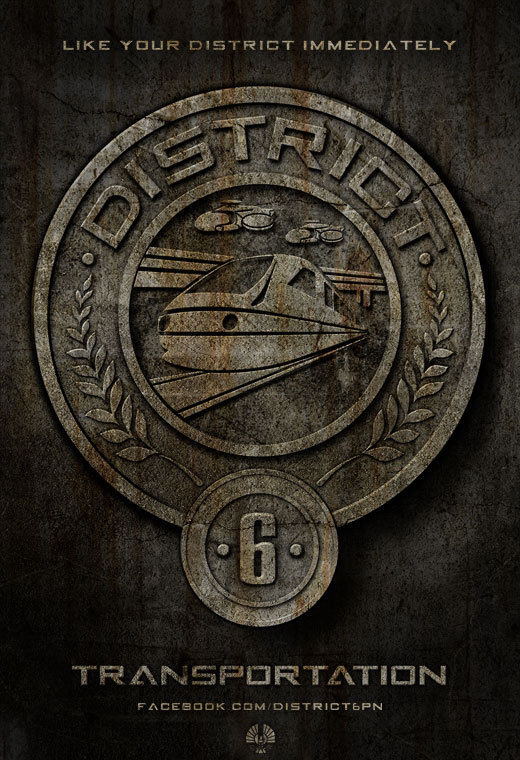 LIKE YOUR DISTRICT IMMEDIATELY
DISTRICT
6
TRANSPORTATION
FACEBOOK.COM/DISTRICT6PN